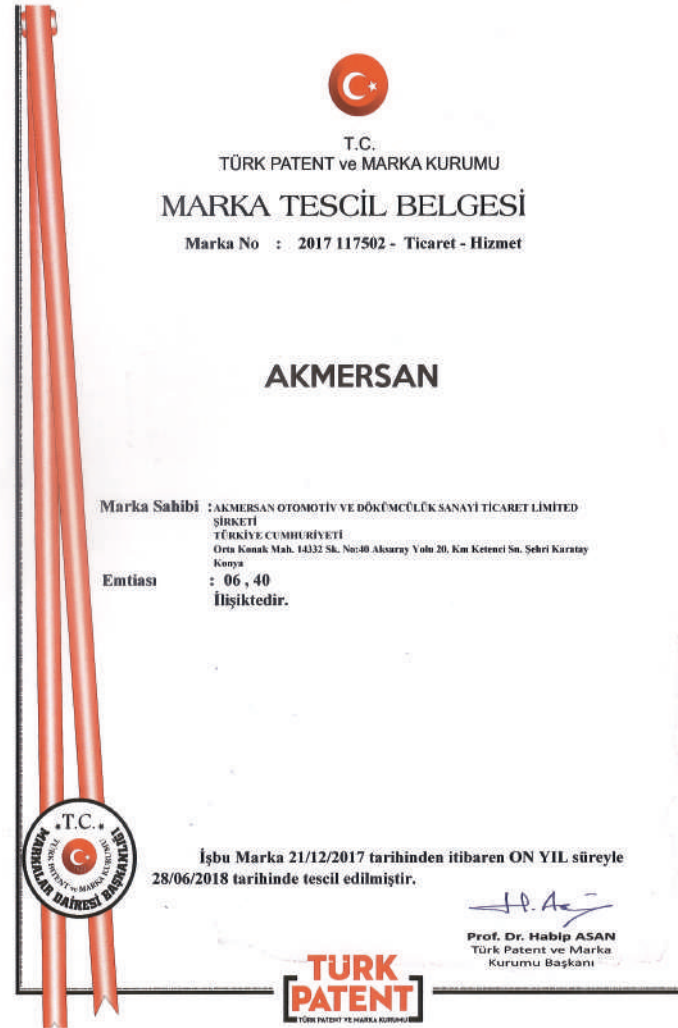 T.C.
TÜRK PATENT ve MARKA KURUMU
MARKA TESCİL BELGESİ
Marka No : 2017 117502 - Ticaret - Hizmet
AKMERSAN
Marka Sahibi : AKMERSAN OTOMOTİV VE DÖKÜMCÜLÜK SANAYİ TİCARET LİMİTED
ŞİRKETİ
TÜRKİYE CUMHURİYETİ
Orta Konak Mah. 14332 Sk. No:40 Aksaray Yolu 20. Km Ketenci Sn. Şehri Karatay
Konya
Emtiası : 06 , 40
İlişiktedir.
T.C.
TÜRK PATENT ve MARKA KURUMU
MARKALAR DAİRESİ BAŞKANLIĞI
İşbu Marka 21/12/2017 tarihinden itibaren ON YIL süreyle
28/06/2018 tarihinde tescil edilmiştir.
Prof. Dr. Habip ASAN
Türk Patent ve Marka
Kurumu Başkanı
TÜRK
PATENT
TÜRK PATENT VE MARKA KURUMU